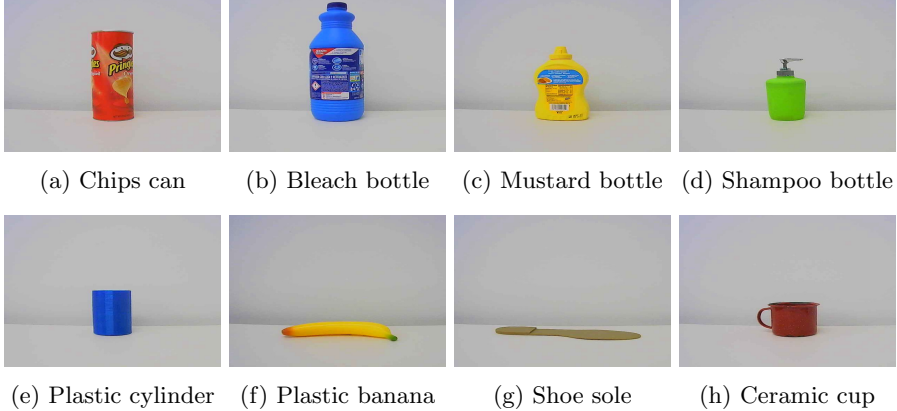 Pringles
(a) Chips can
(b) Bleach bottle
(c) Mustard bottle
(d) Shampoo bottle
(e) Plastic cylinder
(f) Plastic banana
(g) Shoe sole
(h) Ceramic cup